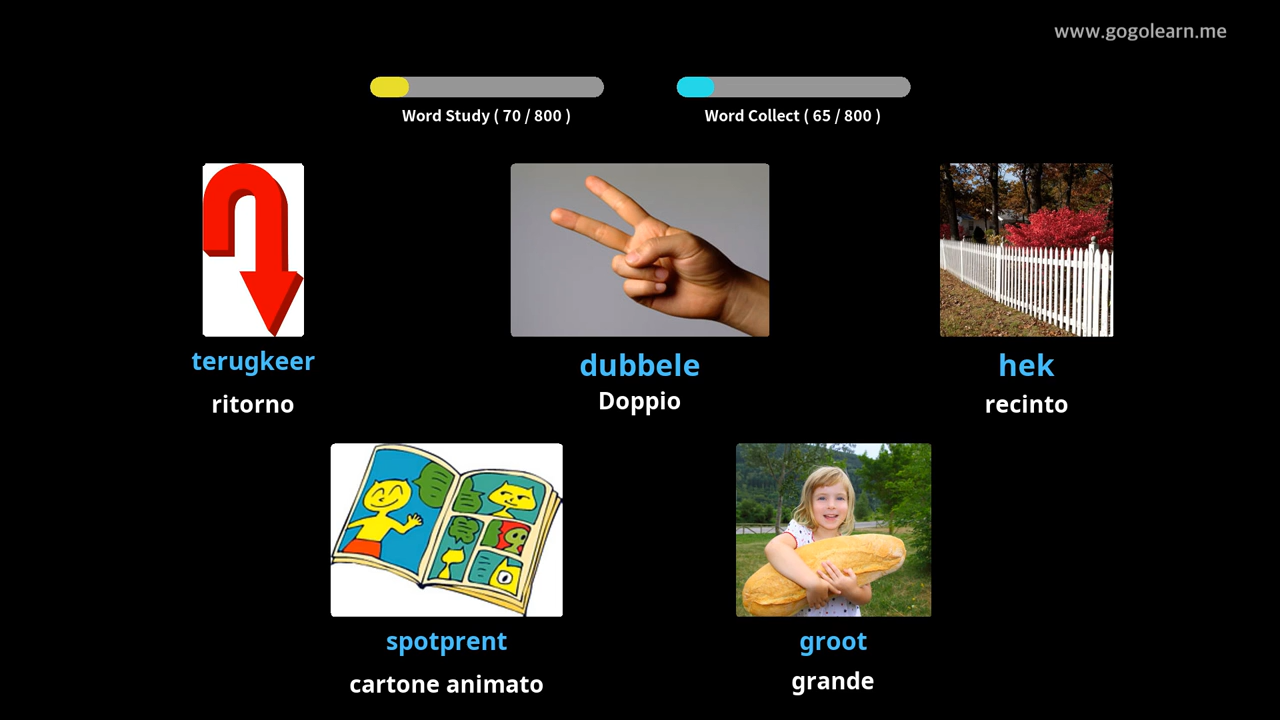 www.gogolearn.me
Word Study ( 70 / 800 )
Word Collect ( 65 / 800 )
terugkeer
ritorno
dubbele
Doppio
hek
recinto
spotprent
cartone animato
groot
grande